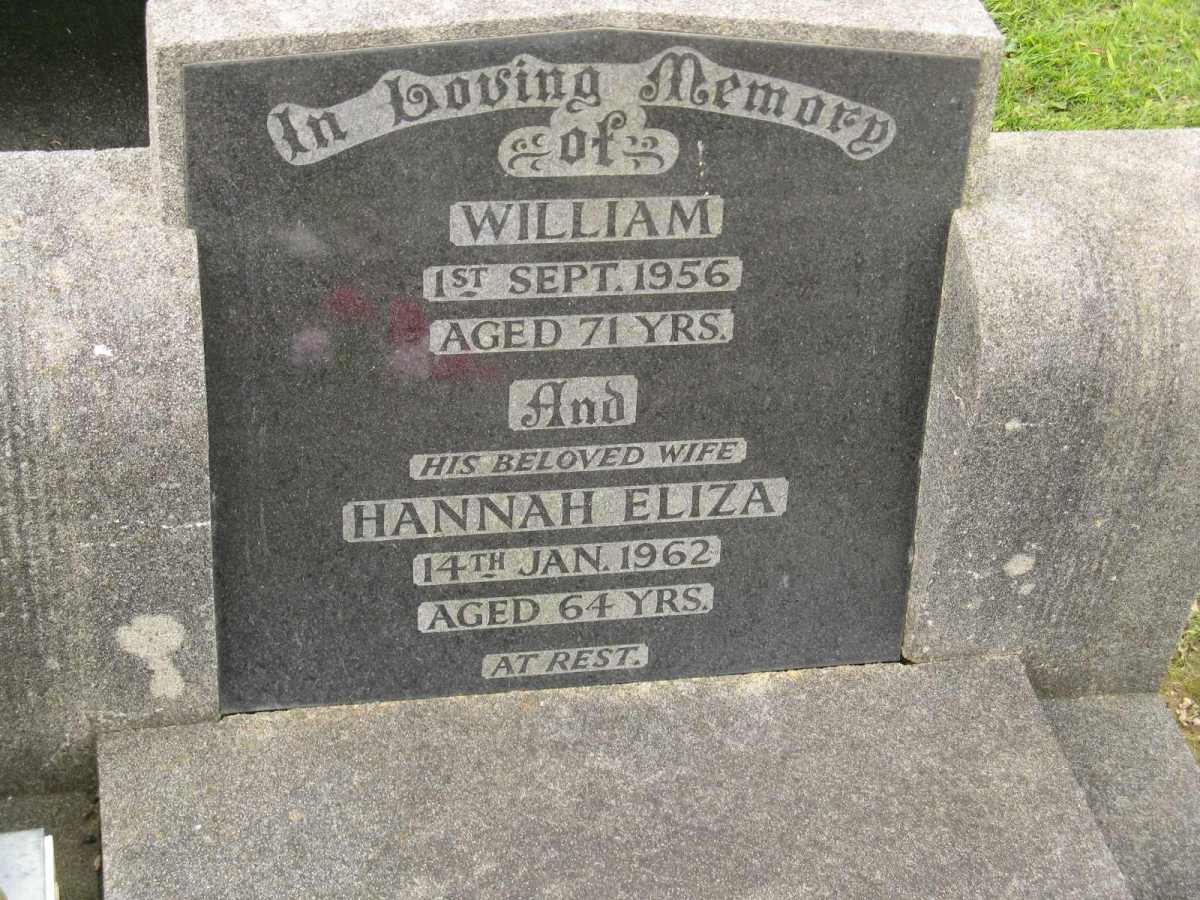 In Loving Memory
of
WILLIAM
1ST SEPT. 1956
AGED 71 YRS.
And
HIS BELOVED WIFE
HANNAH ELIZA
14TH JAN. 1962
AGED 64 YRS.
AT REST.